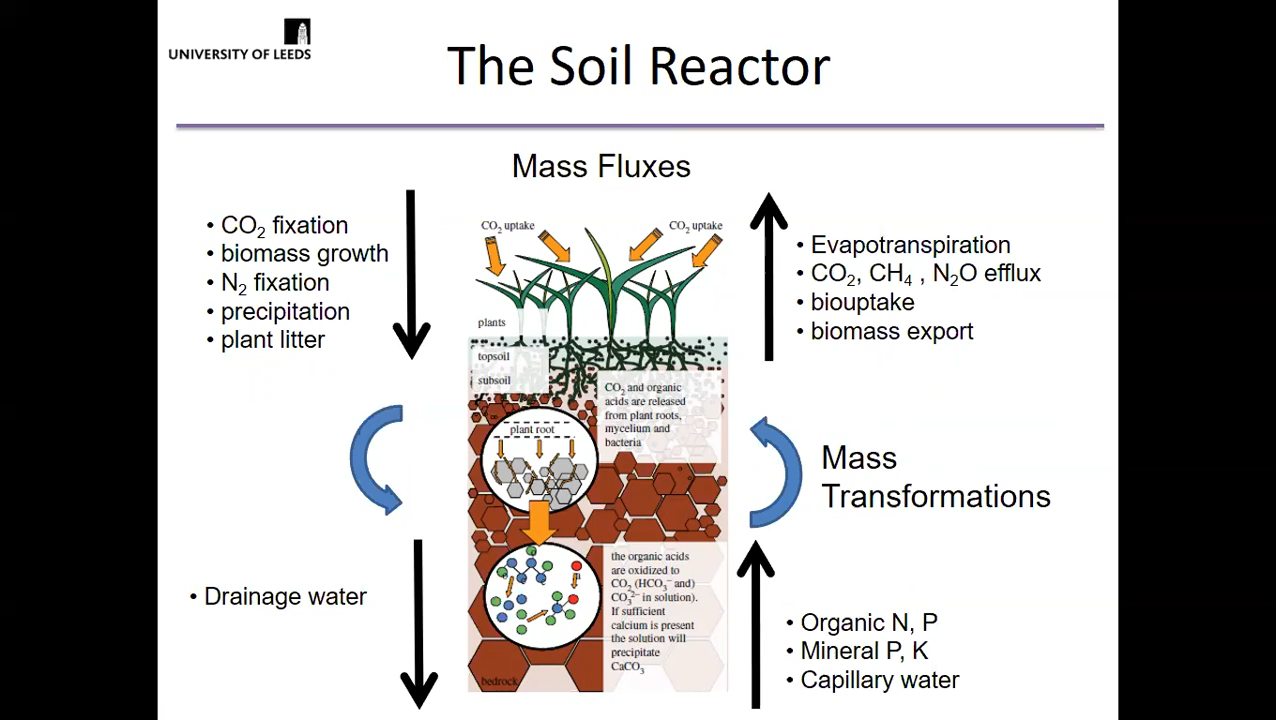 UNIVERSITY OF LEEDS
The Soil Reactor
Mass Fluxes
• CO₂ fixation
• biomass growth
• N₂ fixation
• precipitation
• plant litter
CO₂ uptake
CO₂ uptake
• Evapotranspiration
• CO₂, CH₄ , N₂O efflux
• biouptake
• biomass export
plants
topsoil
subsoil
CO₂ and organic
acids are released
from plant roots,
mycelium and
bacteria
plant root
Mass
Transformations
• Drainage water
the organic acids
are oxidized to
CO₂ (HCO₃⁻ and)
CO₃²⁻ in solution).
If sufficient
calcium is present
the solution will
precipitate
CaCO₃
bedrock
• Organic N, P
• Mineral P, K
• Capillary water